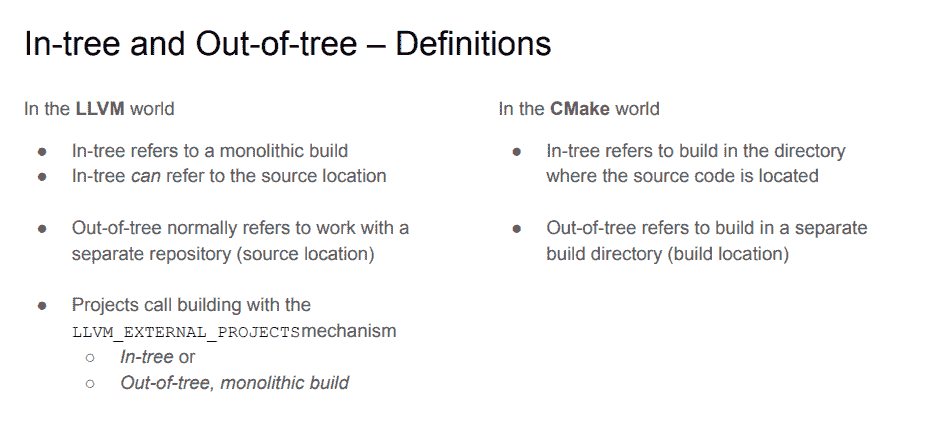 In-tree and Out-of-tree – Definitions
In the LLVM world
● In-tree refers to a monolithic build
● In-tree can refer to the source location
● Out-of-tree normally refers to work with a
separate repository (source location)
● Projects call building with the
LLVM_EXTERNAL_PROJECTSmechanism
○ In-tree or
○ Out-of-tree, monolithic build
In the CMake world
● In-tree refers to build in the directory
where the source code is located
● Out-of-tree refers to build in a separate
build directory (build location)